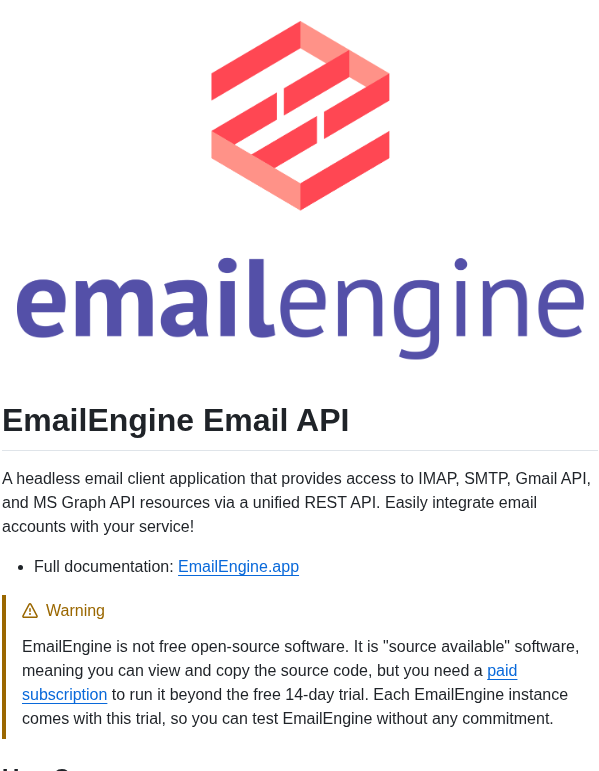 emailengine
EmailEngine Email API
A headless email client application that provides access to IMAP, SMTP, Gmail API,
and MS Graph API resources via a unified REST API. Easily integrate email
accounts with your service!
Full documentation: EmailEngine.app
Warning
EmailEngine is not free open-source software. It is "source available" software,
meaning you can view and copy the source code, but you need a paid
subscription to run it beyond the free 14-day trial. Each EmailEngine instance
comes with this trial, so you can test EmailEngine without any commitment.